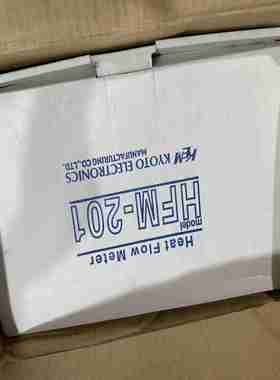 Heat Flow Meter
model
HFM-201
KEM KYOTO ELECTRONICS
MANUFACTURING CO.,LTD.